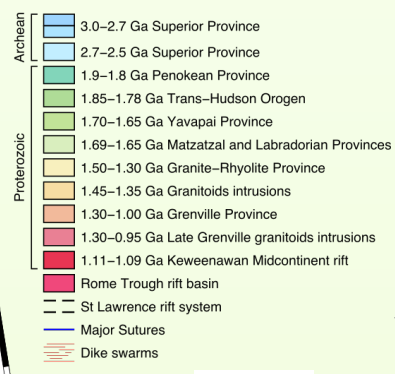 Archean
3.0−2.7 Ga Superior Province
2.7−2.5 Ga Superior Province
Proterozoic
1.9−1.8 Ga Penokean Province
1.85−1.78 Ga Trans−Hudson Orogen
1.70−1.65 Ga Yavapai Province
1.69−1.65 Ga Matzatzal and Labradorian Provinces
1.50−1.30 Ga Granite−Rhyolite Province
1.45−1.35 Ga Granitoids intrusions
1.30−1.00 Ga Grenville Province
1.30−0.95 Ga Late Grenville granitoids intrusions
1.11−1.09 Ga Keweenawan Midcontinent rift
Rome Trough rift basin
St Lawrence rift system
Major Sutures
Dike swarms